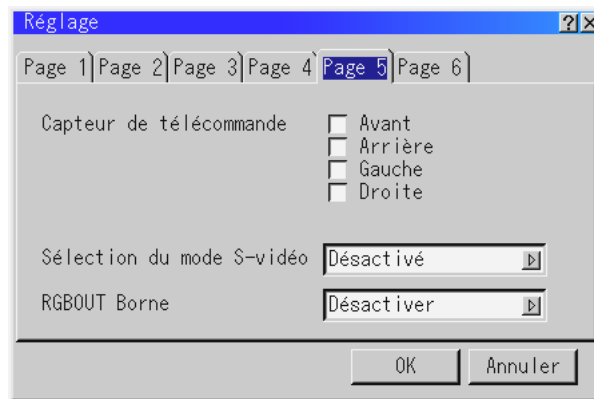 Réglage
Page 1 Page 2 Page 3 Page 4 Page 5 Page 6
Capteur de télécommande Avant
Arrière
Gauche
Droite
Sélection du mode S-vidéo Désactivé
RGBOUT Borne Désactiver
OK Annuler